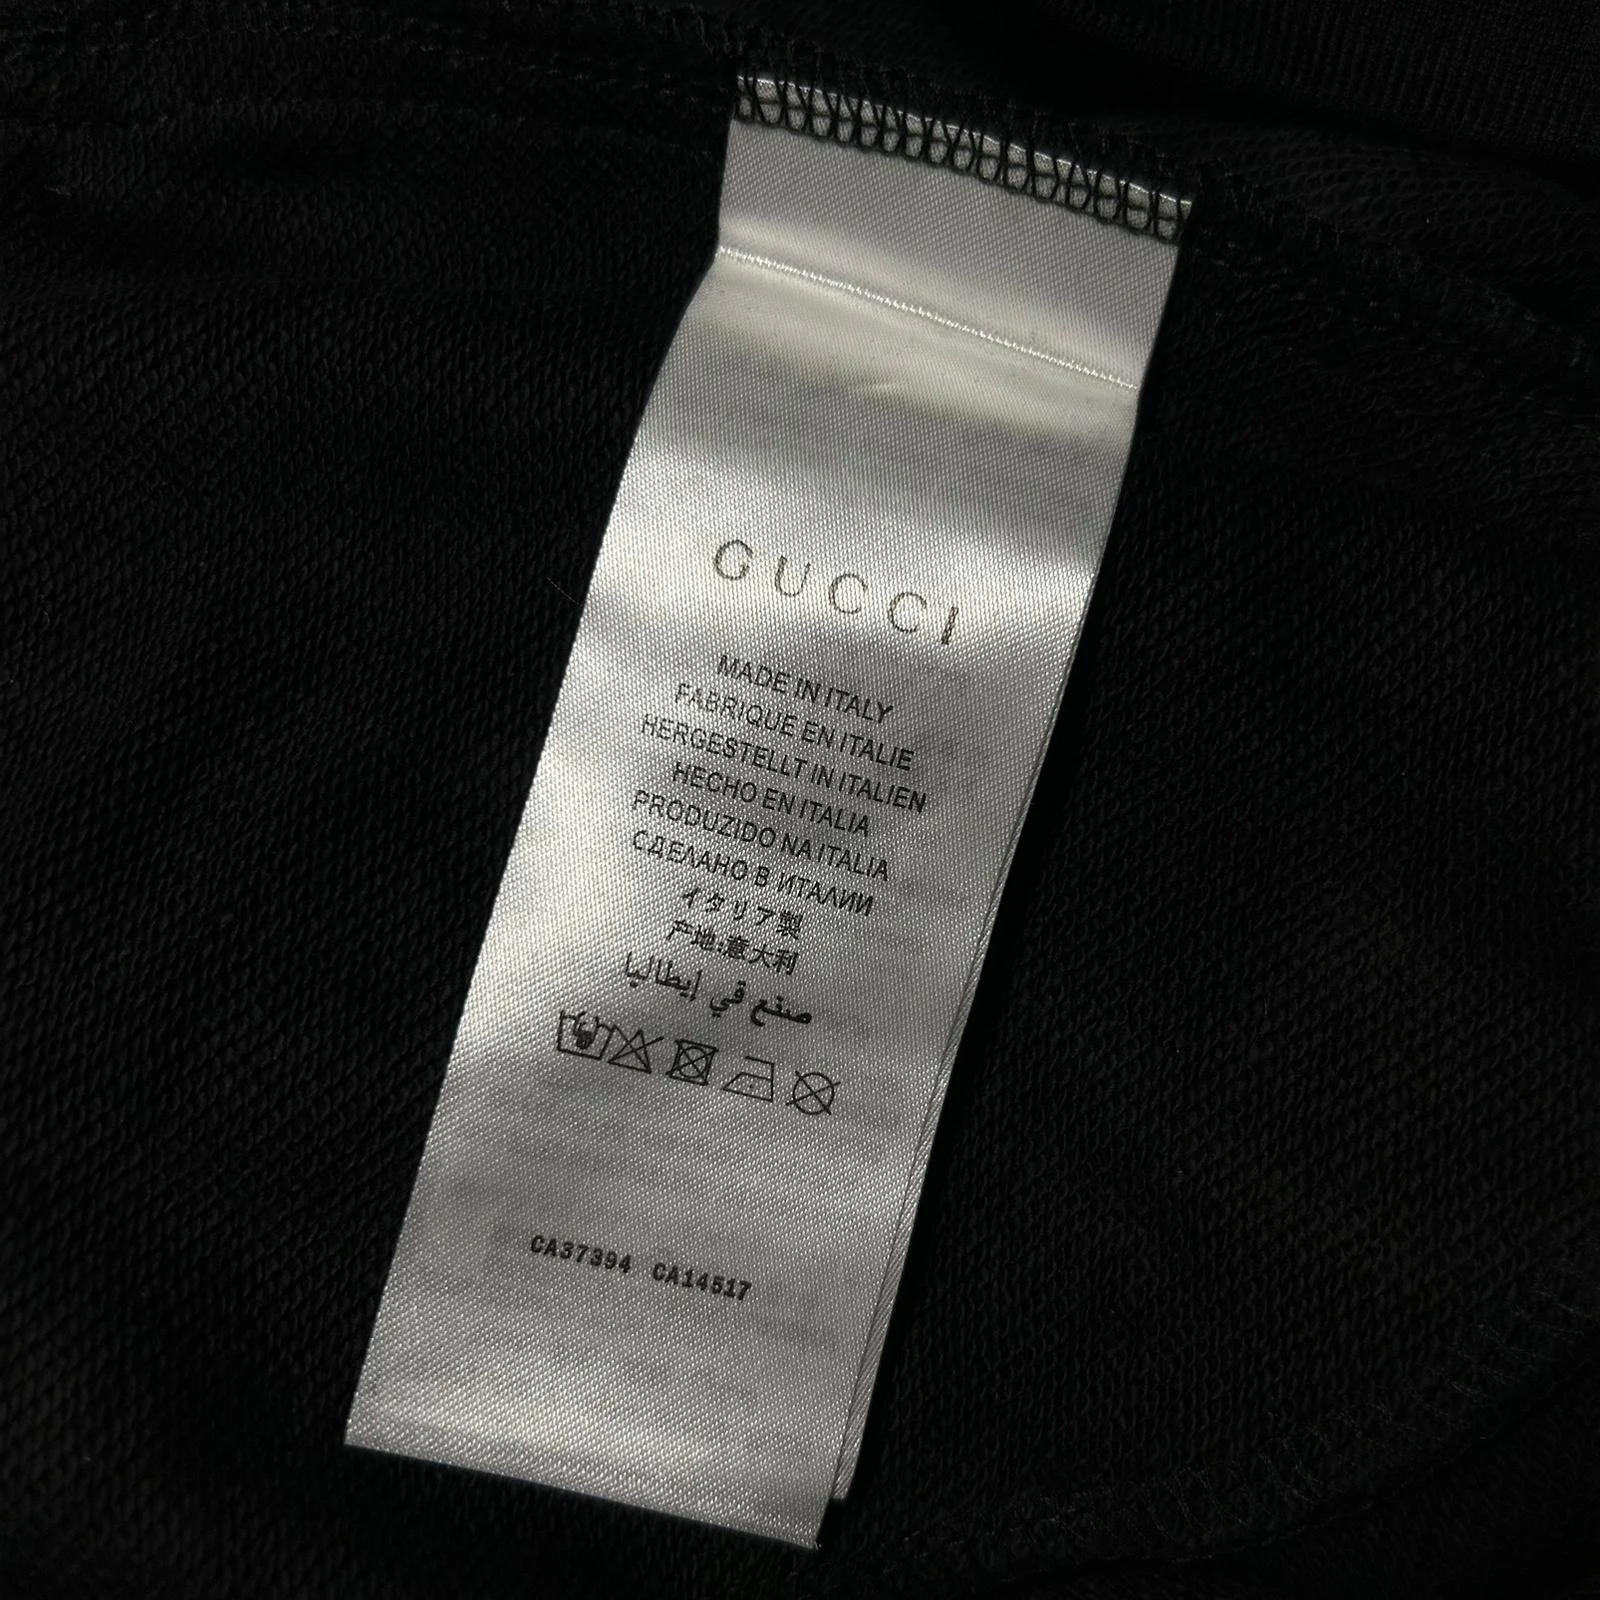 GUCCI
MADE IN ITALY
FABRIQUE EN ITALIE
HERGESTELLT IN ITALIEN
HECHO EN ITALIA
PRODUZIDO NA ITALIA
СДЕЛАНО В ИТАЛИИ
イタリア製
产地:意大利
صنع في إيطاليا
CA37394 CA14517